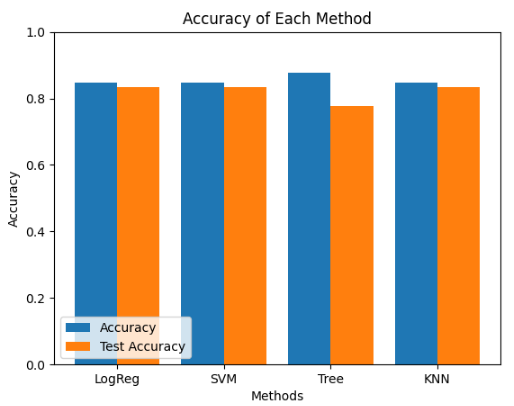 Accuracy of Each Method
1.0
0.8
0.6
0.4
0.2
0.0
Accuracy
Accuracy
Test Accuracy
LogReg SVM Tree KNN
Methods